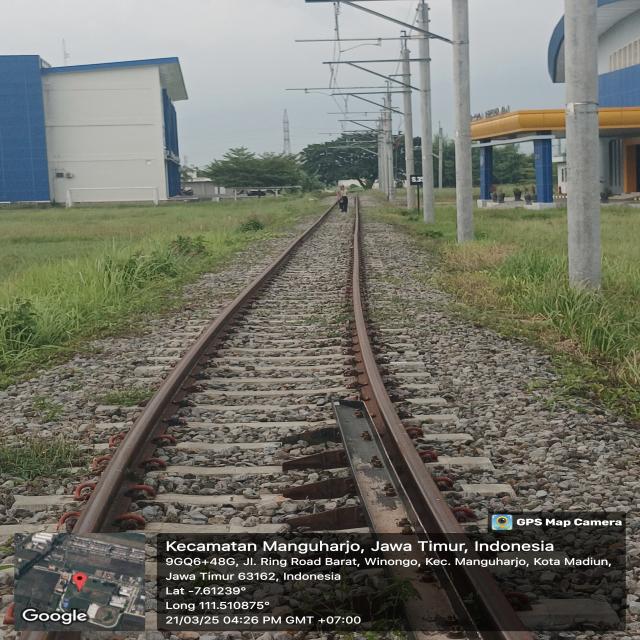 GPS Map Camera
Kecamatan Manguharjo, Jawa Timur, Indonesia
9GQ6+48G, Jl. Ring Road Barat, Winongo, Kec. Manguharjo, Kota Madiun,
Jawa Timur 63162, Indonesia
Lat -7.61239°
Long 111.510875°
21/03/25 04:26 PM GMT +07:00
Google